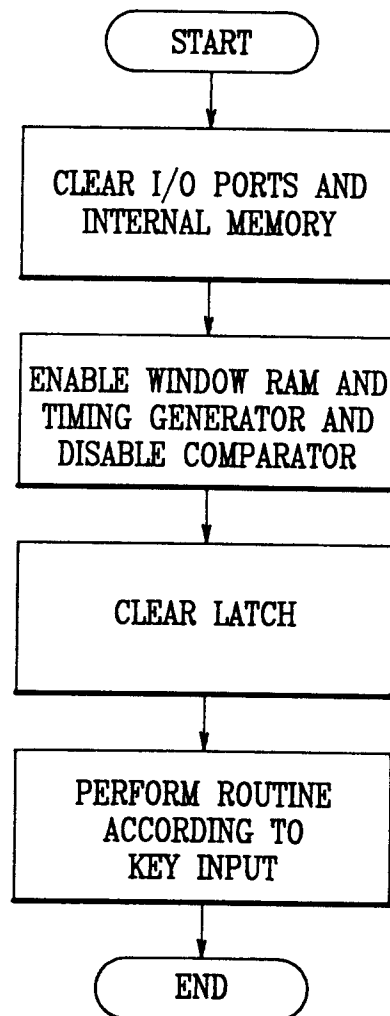 START
CLEAR I/O PORTS AND
INTERNAL MEMORY
ENABLE WINDOW RAM AND
TIMING GENERATOR AND
DISABLE COMPARATOR
CLEAR LATCH
PERFORM ROUTINE
ACCORDING TO
KEY INPUT
END